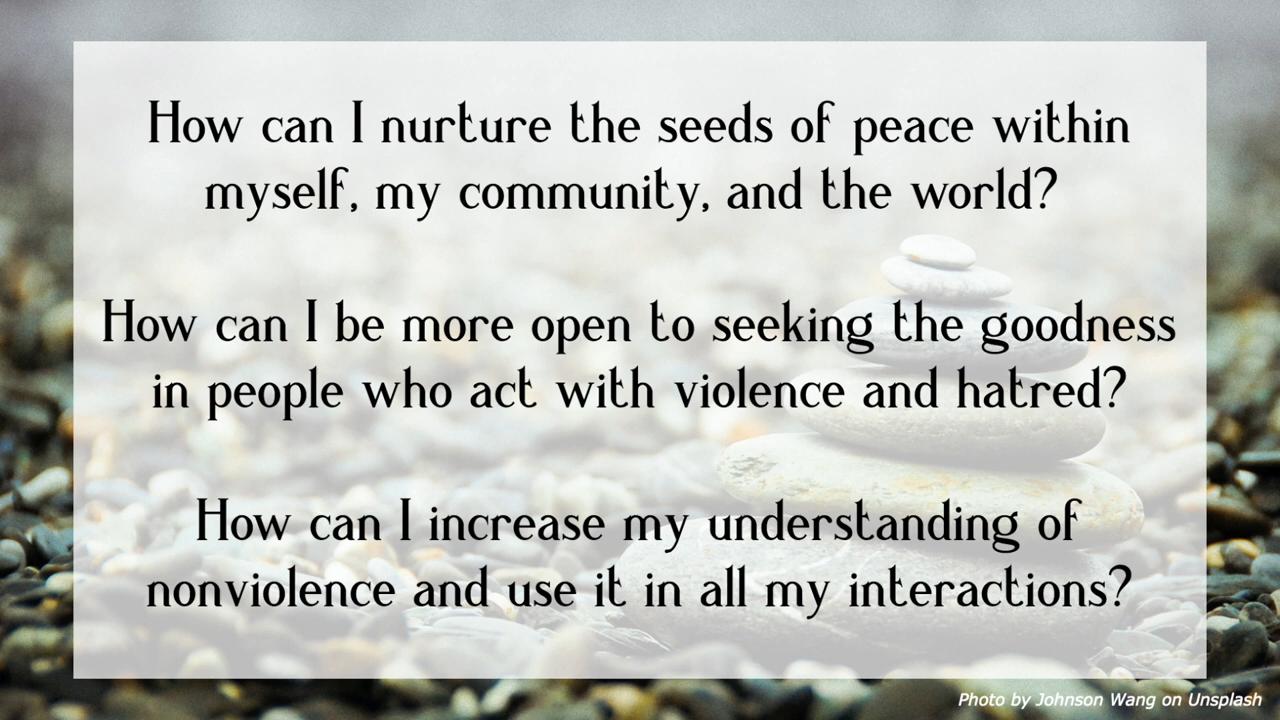 How can I nurture the seeds of peace within
myself, my community, and the world?
How can I be more open to seeking the goodness
in people who act with violence and hatred?
How can I increase my understanding of
nonviolence and use it in all my interactions?
Photo by Johnson Wang on Unsplash